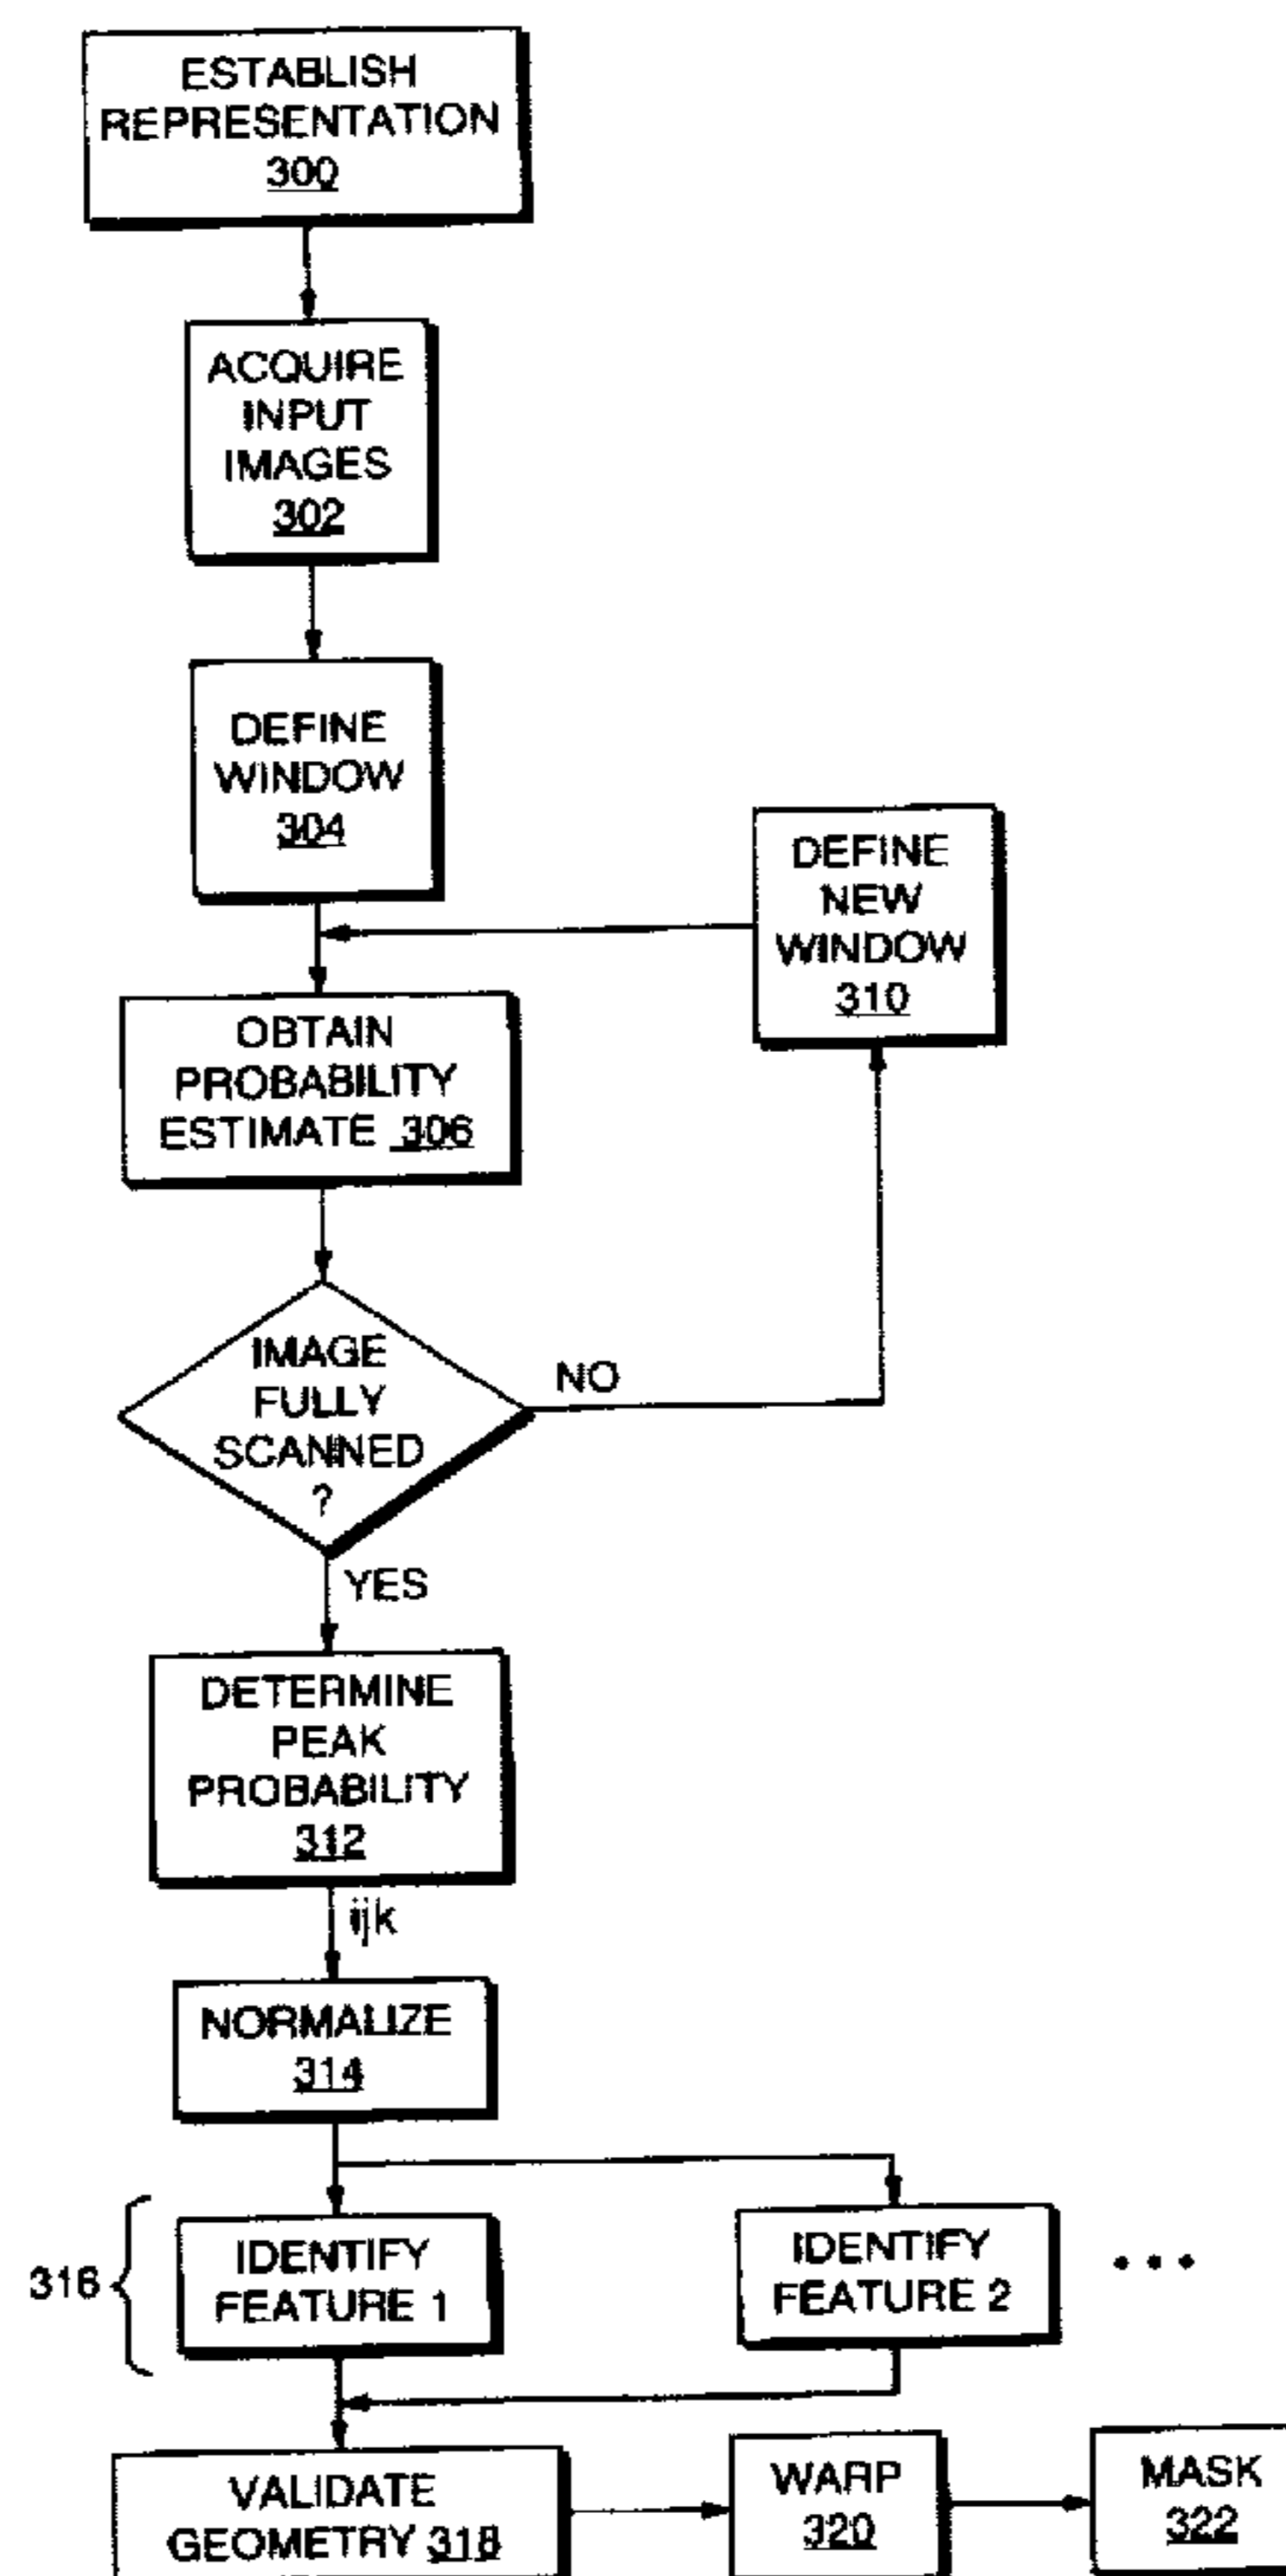 ESTABLISH
REPRESENTATION
300
ACQUIRE
INPUT
IMAGES
302
DEFINE
WINDOW
304
DEFINE
NEW
WINDOW
310
OBTAIN
PROBABILITY
ESTIMATE 306
IMAGE
FULLY
SCANNED
?
NO
YES
DETERMINE
PEAK
PROBABILITY
312
ijk
NORMALIZE
314
316
IDENTIFY
FEATURE 1
IDENTIFY
FEATURE 2
• • •
VALIDATE
GEOMETRY 318
WARP
320
MASK
322